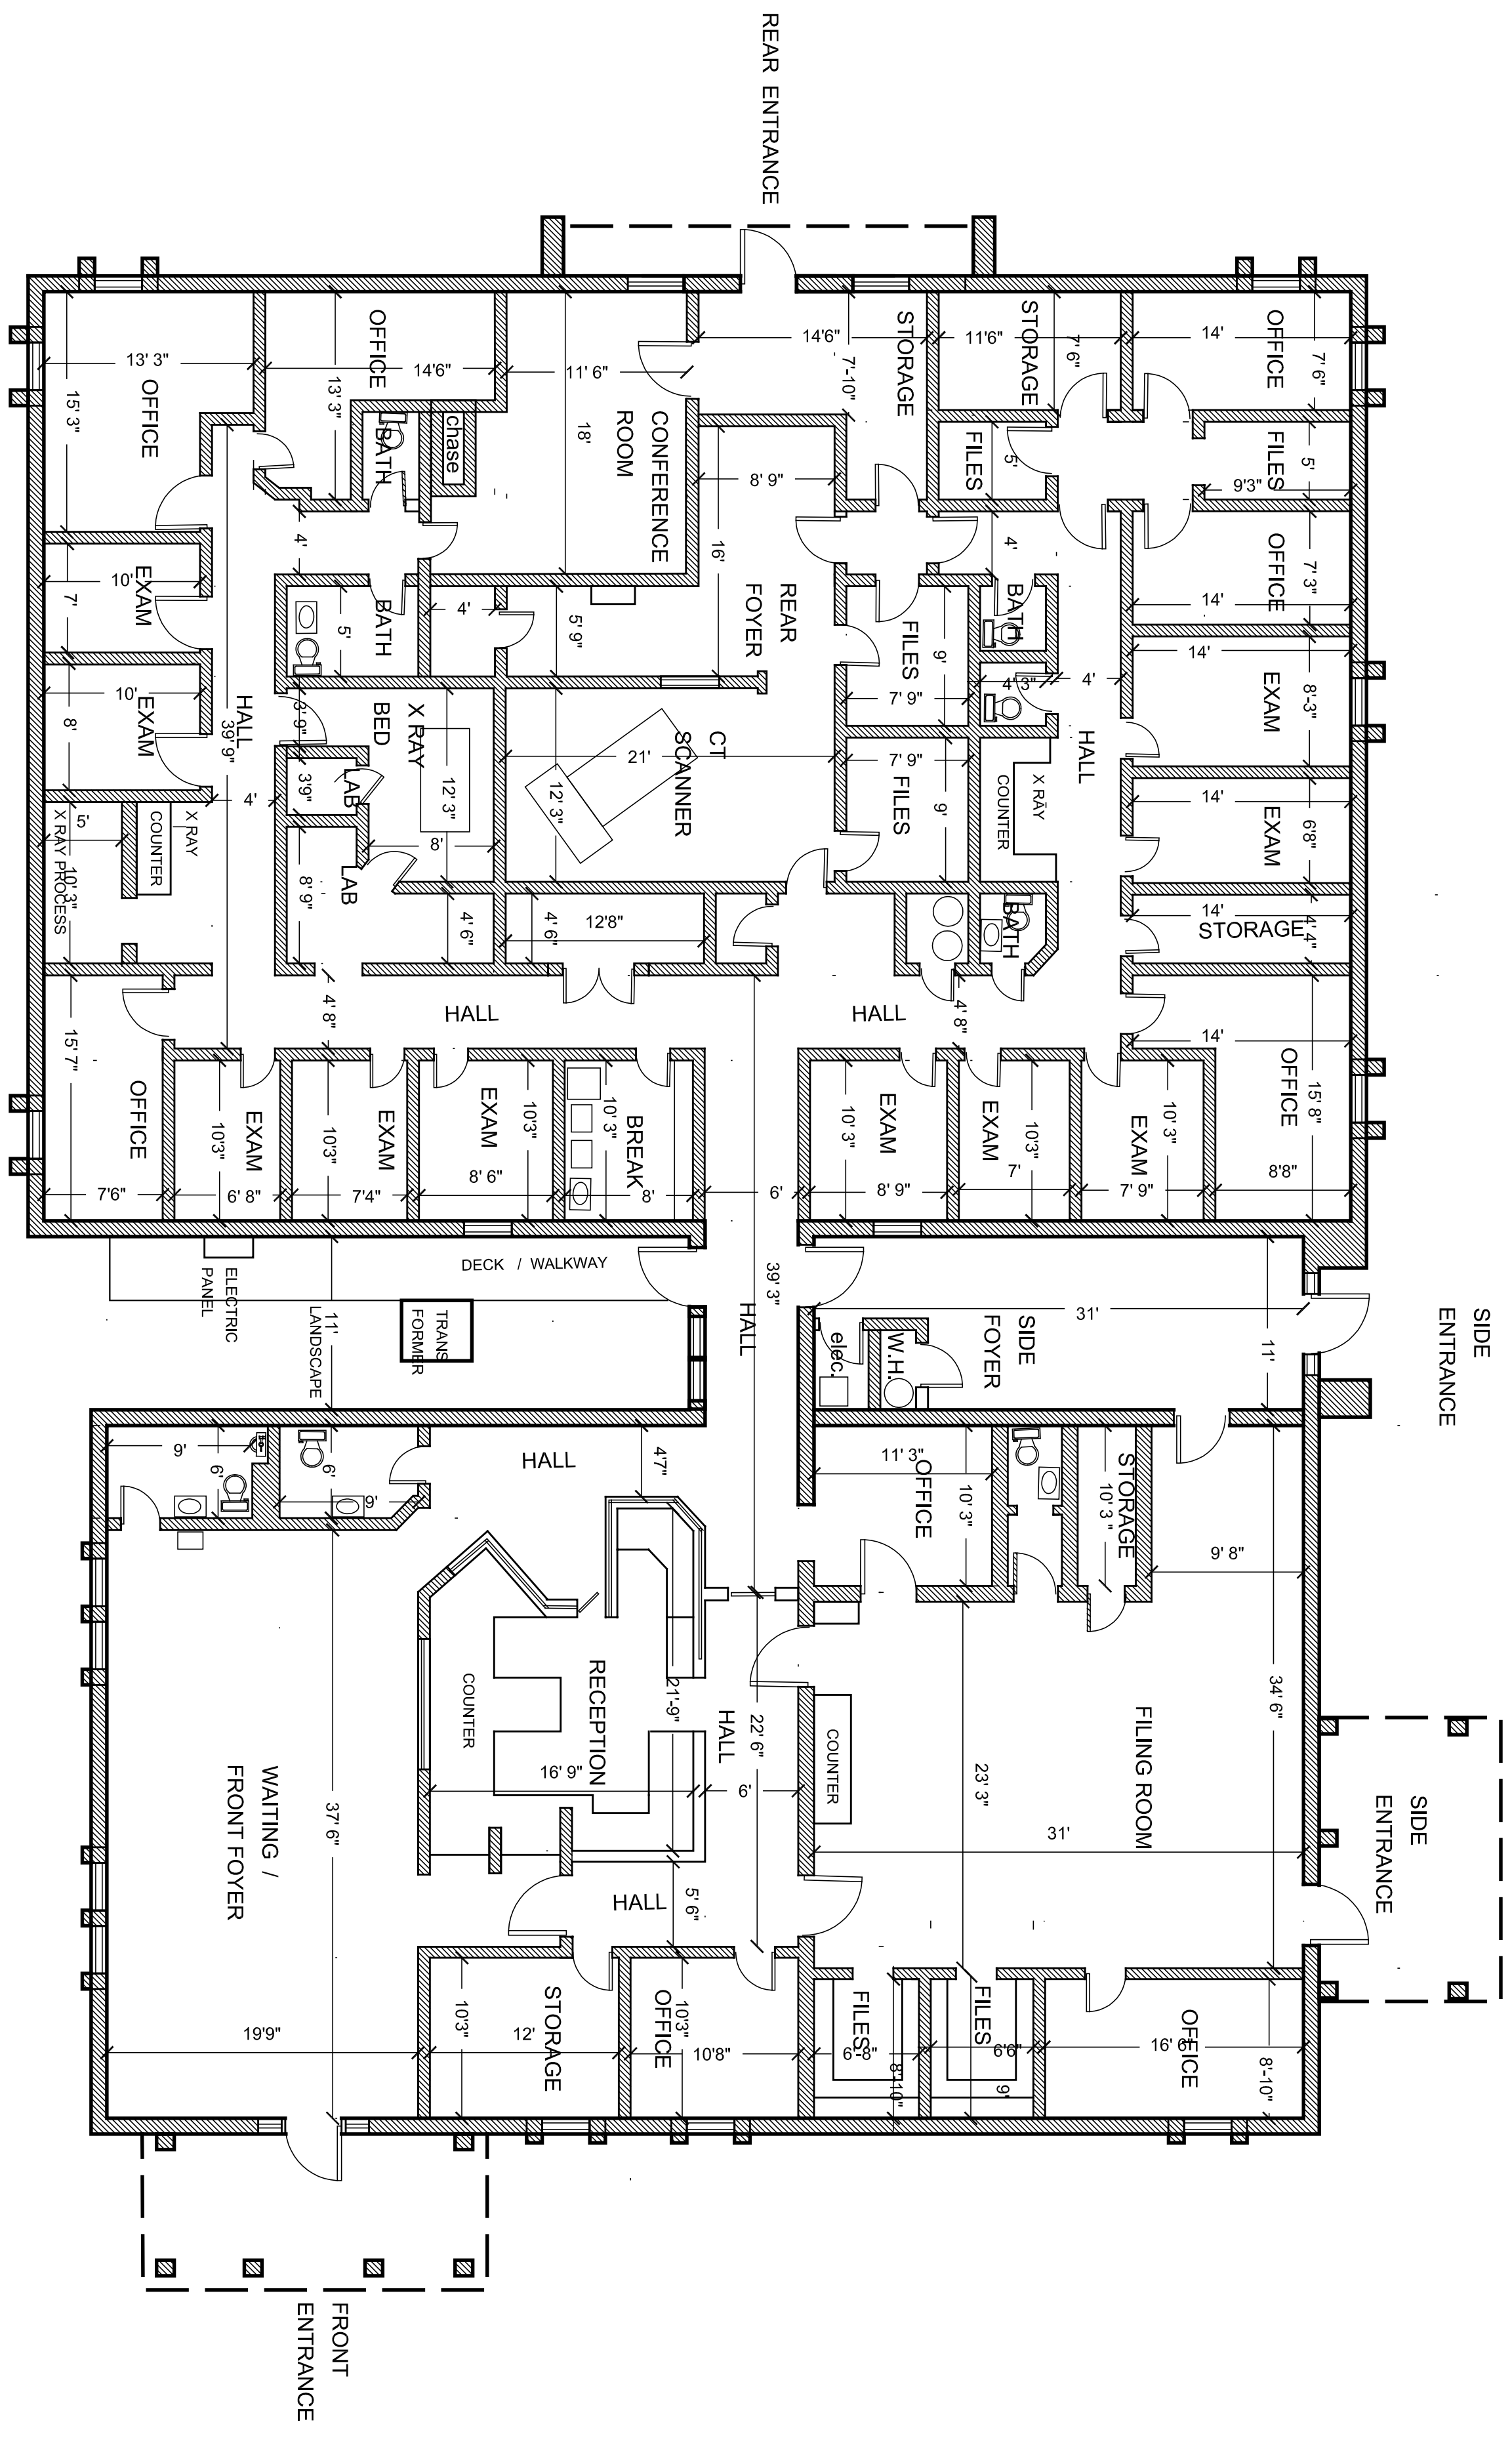 REAR ENTRANCE
13' 3"
OFFICE
15' 3"
OFFICE
14'6"
13' 3"
BATH
chase
11' 6"
18'
CONFERENCE
ROOM
14'6"
7'-10"
STORAGE
11'6"
STORAGE
7' 6"
14'
OFFICE
7' 6"
8' 9"
16'
FILES
5'
FILES
5'
9'3"
4'
4'
10'
EXAM
7'
BATH
5'
4'
5' 9"
REAR
FOYER
FILES
9'
7' 9"
BATH
4' 3"
4'
OFFICE
7' 3"
14'
14'
EXAM
8'-3"
10'
EXAM
8'
HALL
39' 9"
3' 9"
X RAY
BED
12' 3"
8'
LAB
3'9"
CT
SCANNER
21'
12' 3"
7' 9"
FILES
9'
X RAY
COUNTER
HALL
14'
EXAM
6'8"
4'
5'
X RAY
COUNTER
X RAY PROCESS
10' 3"
LAB
8' 9"
4' 6"
4' 6"
12'8"
BATH
14'
STORAGE
4' 4"
HALL
4' 8"
HALL
4' 8"
14'
OFFICE
15' 8"
8'8"
15' 7"
OFFICE
7'6"
EXAM
10'3"
6' 8"
EXAM
10'3"
7'4"
EXAM
10'3"
8' 6"
BREAK
10' 3"
8'
6'
EXAM
10' 3"
8' 9"
EXAM
10'3"
7'
EXAM
10' 3"
7' 9"
DECK / WALKWAY
ELECTRIC
PANEL
11'
LANDSCAPE
TRANS
FORMER
39' 3"
HALL
elec.
W.H.
SIDE
FOYER
31'
11'
SIDE
ENTRANCE
9'
6'
6'
9'
HALL
4'7"
11' 3"
OFFICE
10' 3"
STORAGE
10' 3"
9' 8"
34' 6"
COUNTER
RECEPTION
21'-9"
16' 9"
HALL
22' 6"
6'
COUNTER
23' 3"
31'
FILING ROOM
SIDE
ENTRANCE
WAITING /
FRONT FOYER
37' 6"
19'9"
HALL
5' 6"
10'3"
STORAGE
12'
OFFICE
10'3"
10'8"
FILES
6'-8"
8'-10"
FILES
6'6"
9'
OFFICE
16' 6"
8'-10"
FRONT
ENTRANCE